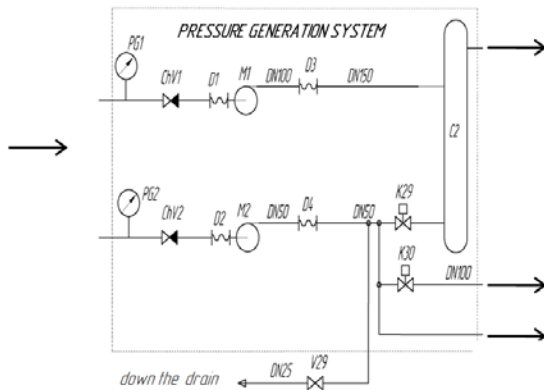 PRESSURE GENERATION SYSTEM
PG1
ChV1
D1
M1
DN100
D3
DN150
C2
PG2
ChV2
D2
M2
DN50
D4
DN50
K29
K30
DN100
down the drain
DN25
V29